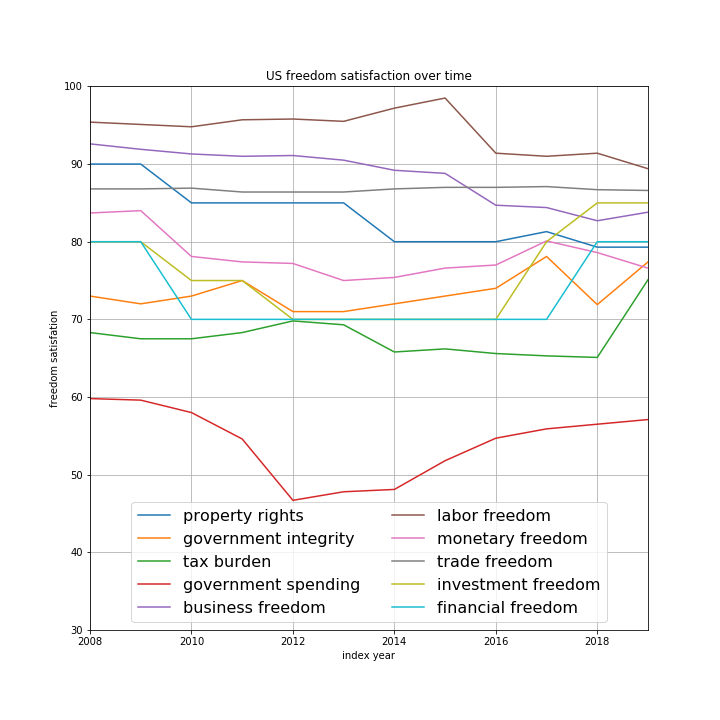 US freedom satisfaction over time
100
90
80
70
60
50
40
30
freedom satisfation
property rights
government integrity
tax burden
government spending
business freedom
labor freedom
monetary freedom
trade freedom
investment freedom
financial freedom
2008 2010 2012 2014 2016 2018
index year